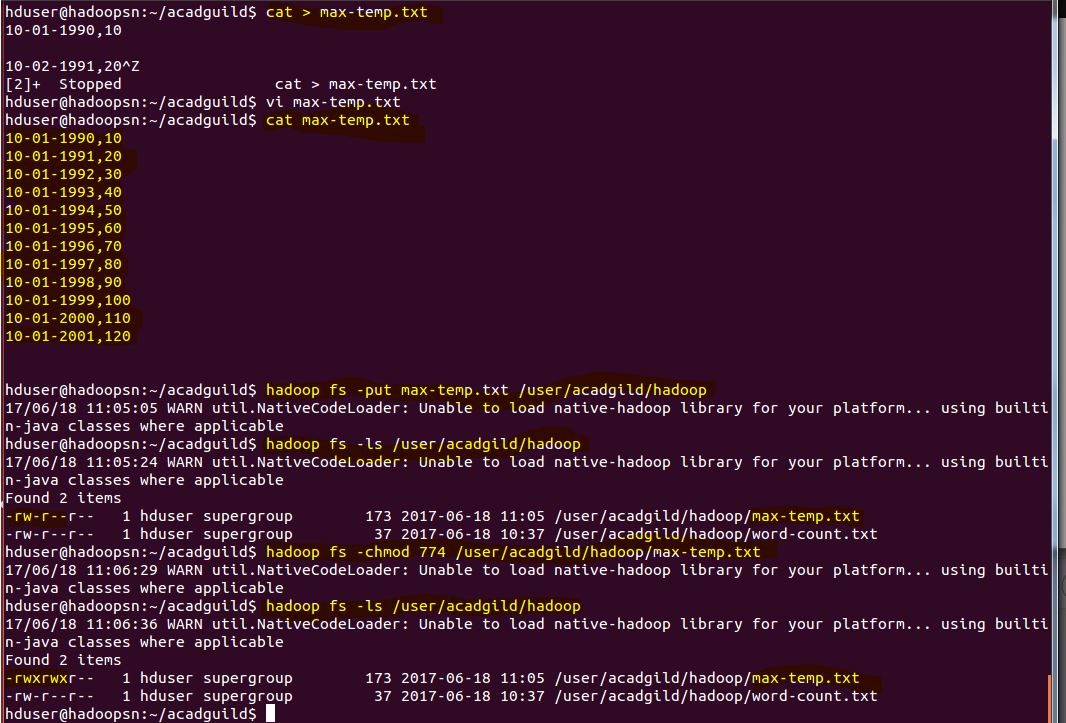 hduser@hadoopsn:~/acadguild$ cat > max-temp.txt
10-01-1990,10
10-02-1991,20^Z
[2]+  Stopped                 cat > max-temp.txt
hduser@hadoopsn:~/acadguild$ vi max-temp.txt
hduser@hadoopsn:~/acadguild$ cat max-temp.txt
10-01-1990,10
10-01-1991,20
10-01-1992,30
10-01-1993,40
10-01-1994,50
10-01-1995,60
10-01-1996,70
10-01-1997,80
10-01-1998,90
10-01-1999,100
10-01-2000,110
10-01-2001,120
hduser@hadoopsn:~/acadguild$ hadoop fs -put max-temp.txt /user/acadgild/hadoop
17/06/18 11:05:05 WARN util.NativeCodeLoader: Unable to load native-hadoop library for your platform... using builti
n-java classes where applicable
hduser@hadoopsn:~/acadguild$ hadoop fs -ls /user/acadgild/hadoop
17/06/18 11:05:24 WARN util.NativeCodeLoader: Unable to load native-hadoop library for your platform... using builti
n-java classes where applicable
Found 2 items
-rw-r--r--   1 hduser supergroup        173 2017-06-18 11:05 /user/acadgild/hadoop/max-temp.txt
-rw-r--r--   1 hduser supergroup         37 2017-06-18 10:37 /user/acadgild/hadoop/word-count.txt
hduser@hadoopsn:~/acadguild$ hadoop fs -chmod 774 /user/acadgild/hadoop/max-temp.txt
17/06/18 11:06:29 WARN util.NativeCodeLoader: Unable to load native-hadoop library for your platform... using builti
n-java classes where applicable
hduser@hadoopsn:~/acadguild$ hadoop fs -ls /user/acadgild/hadoop
17/06/18 11:06:36 WARN util.NativeCodeLoader: Unable to load native-hadoop library for your platform... using builti
n-java classes where applicable
Found 2 items
-rwxrwxr--   1 hduser supergroup        173 2017-06-18 11:05 /user/acadgild/hadoop/max-temp.txt
-rw-r--r--   1 hduser supergroup         37 2017-06-18 10:37 /user/acadgild/hadoop/word-count.txt
hduser@hadoopsn:~/acadguild$